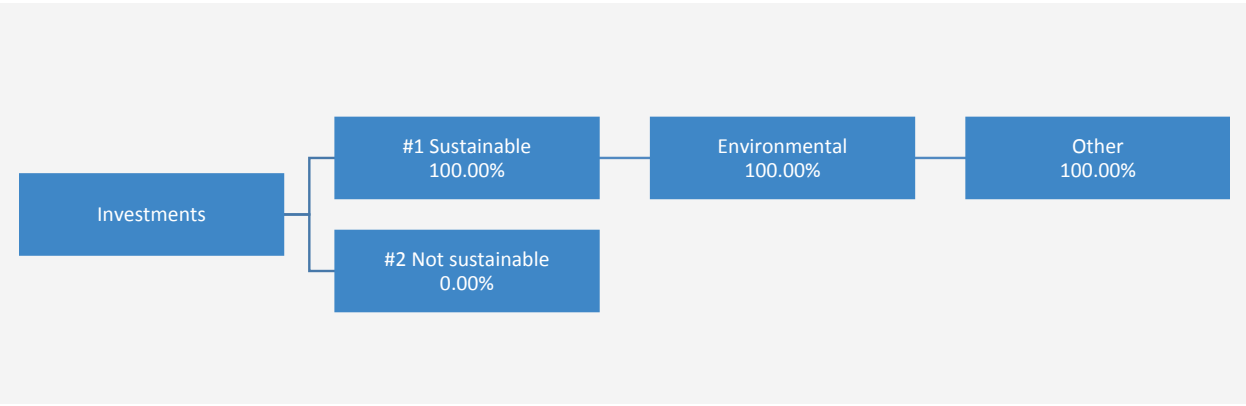 Investments
#1 Sustainable
100.00%
#2 Not sustainable
0.00%
Environmental
100.00%
Other
100.00%